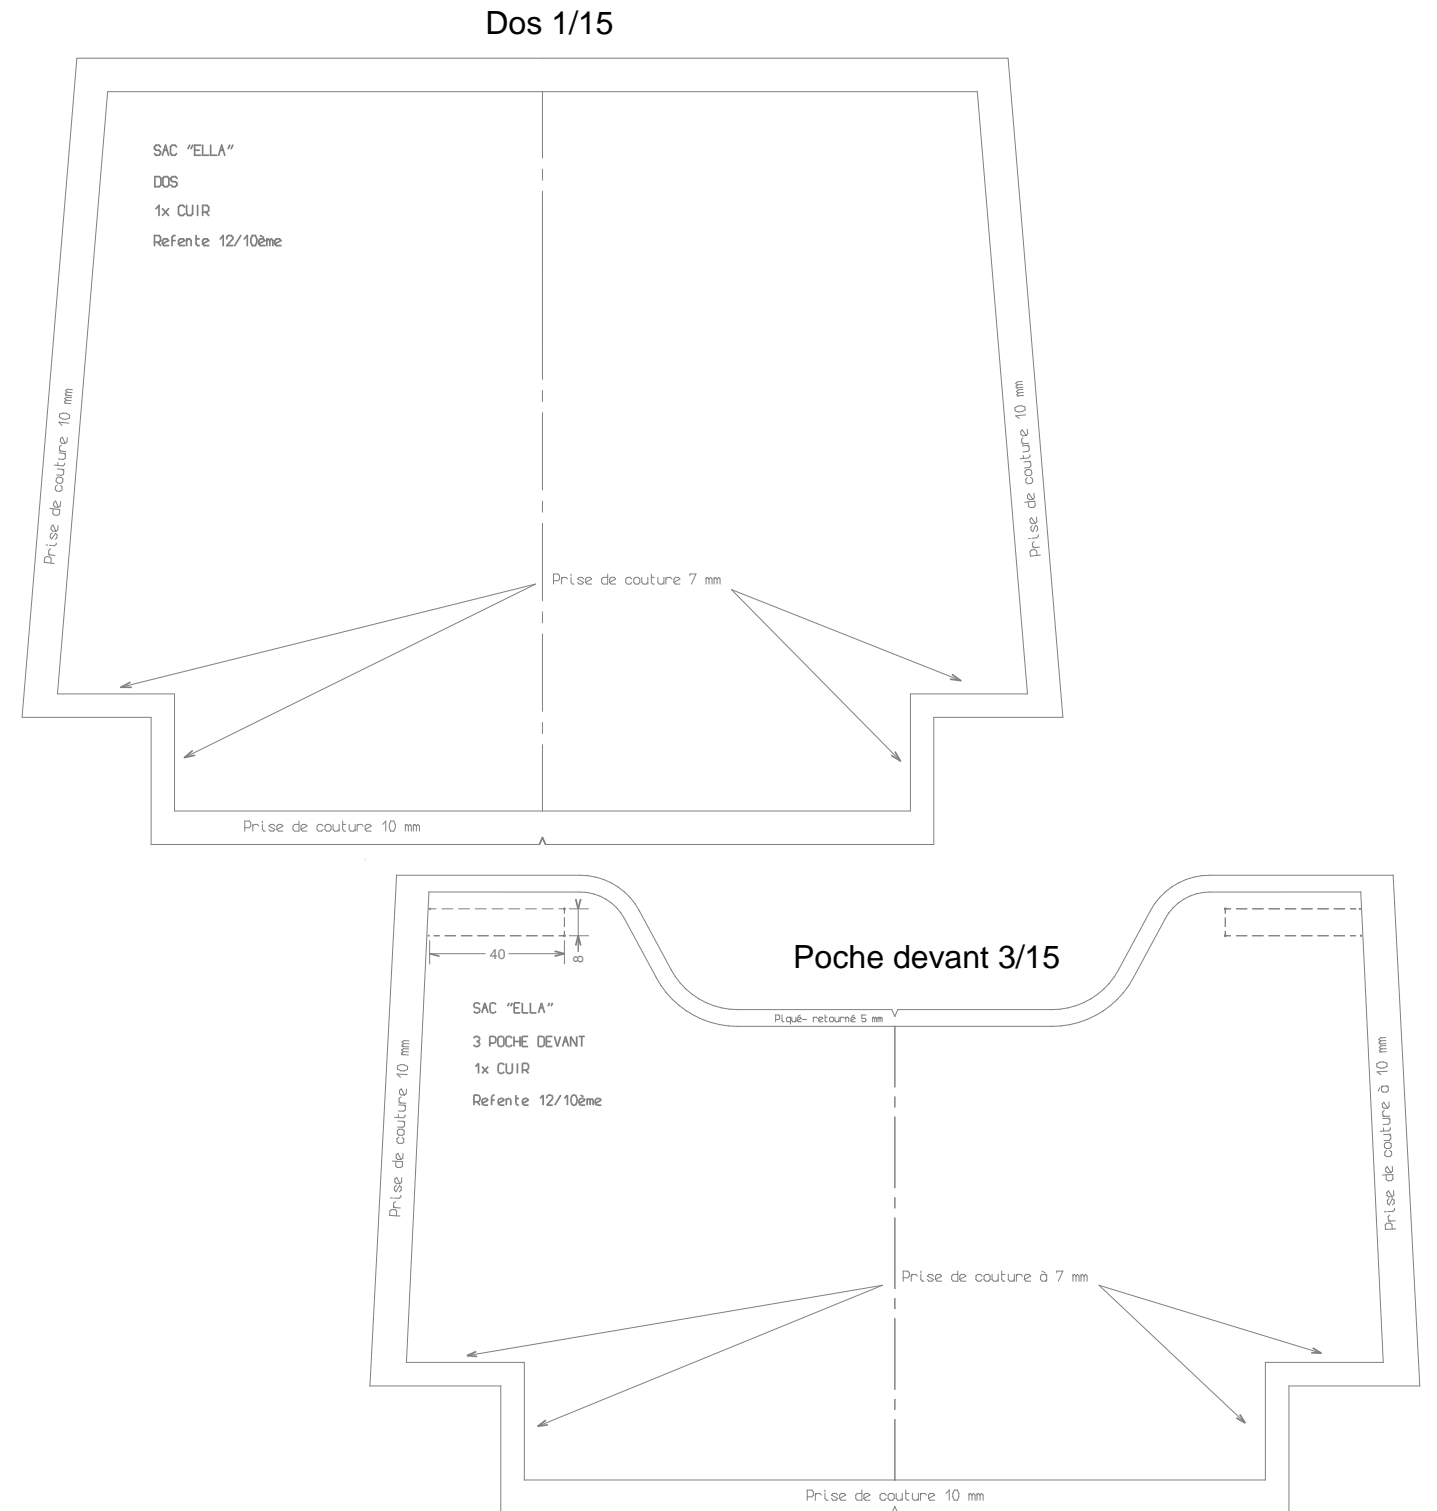 Dos 1/15
SAC "ELLA"
DOS
1x CUIR
Refente 12/10ème
Prise de couture 10 mm
Prise de couture 10 mm
Prise de couture 7 mm
Prise de couture 10 mm
40
8
Poche devant 3/15
SAC "ELLA"
3 POCHE DEVANT
1x CUIR
Refente 12/10ème
Piqué- retourné 5 mm
Prise de couture 10 mm
Prise de couture à 10 mm
Prise de couture à 7 mm
Prise de couture 10 mm